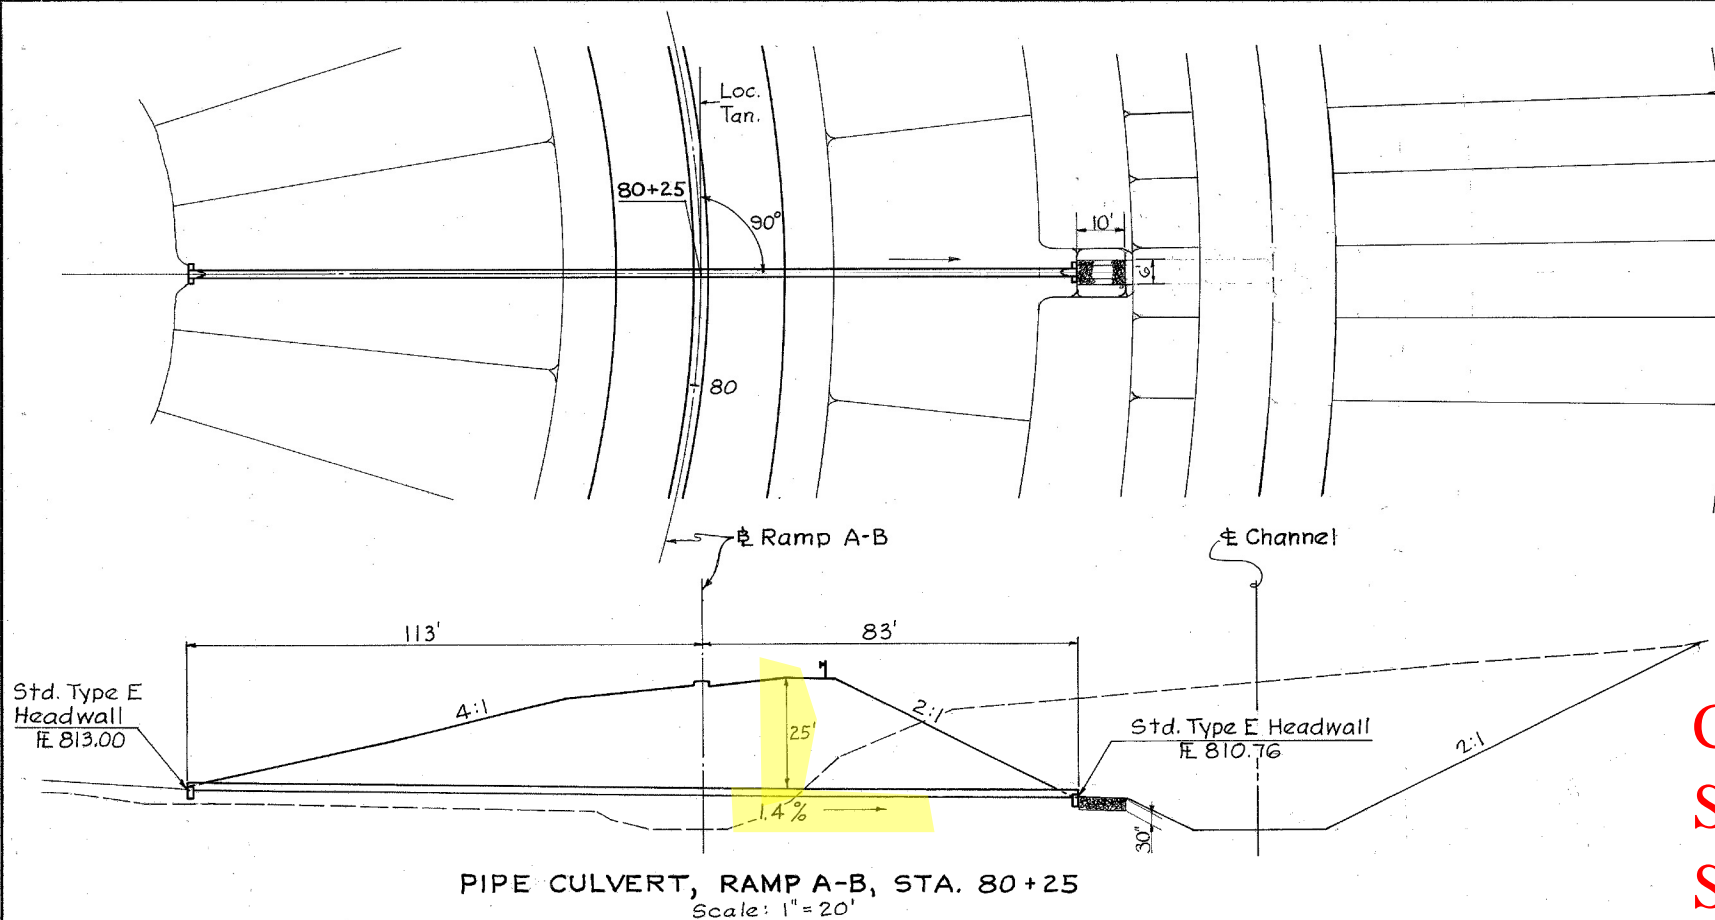 Loc.
Tan.
80+25
90°
10'
6'
80
℄ Ramp A-B
℄ Channel
113'
83'
Std. Type E
Headwall
FE 813.00
4:1
25'
2:1
Std. Type E Headwall
FE 810.76
2:1
1.4%
30"
PIPE CULVERT, RAMP A-B, STA. 80+25
Scale: 1"=20'
C
S
S